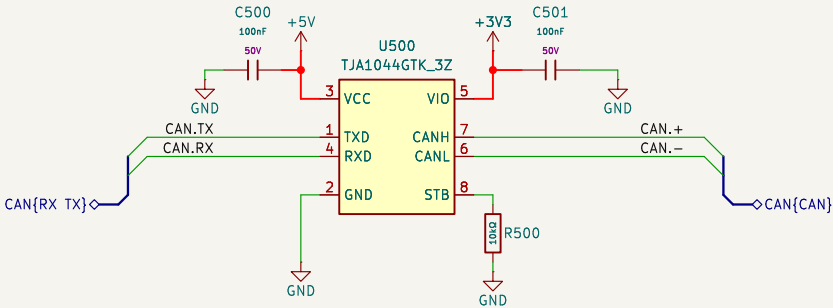 C500
100nF
50V
+5V
GND
U500
TJA1044GTK_3Z
+3V3
C501
100nF
50V
GND
3 VCC VIO 5
CAN.TX 1 TXD CANH 7 CAN.+
CAN.RX 4 RXD CANL 6 CAN.-
2 GND STB 8
CAN{RX TX}
CAN{CAN}
10kΩ
R500
GND
GND